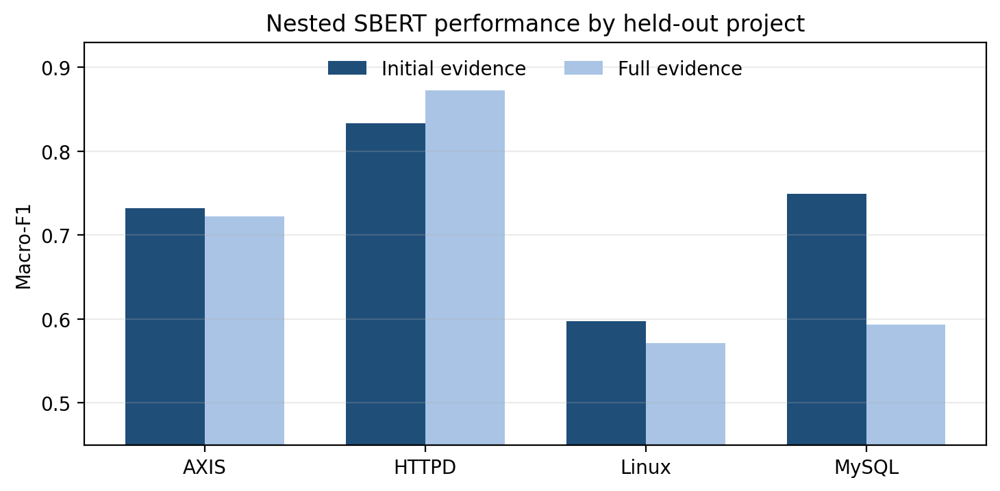 Nested SBERT performance by held-out project
Initial evidence
Full evidence
Macro-F1
0.9
0.8
0.7
0.6
0.5
AXIS
HTTPD
Linux
MySQL